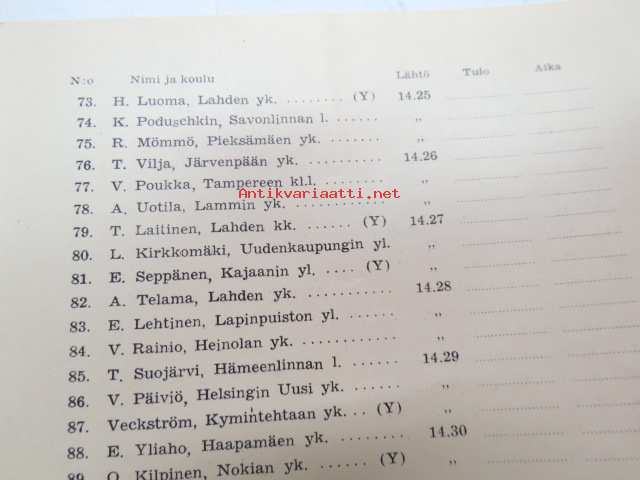 N:o Nimi ja koulu Lähtö Tulo Aika
73. H. Luoma, Lahden yk. ........ (Y) 14.25
74. K. Poduschkin, Savonlinnan l. ...... ,,
75. R. Mömmö, Pieksämäen yk. ....... ,,
76. T. Vilja, Järvenpään yk. .......... 14.26
77. V. Poukka, Tampereen kl.l. ........ ,,
Antikvariaatti.net
78. A. Uotila, Lammin yk. ............ ,,
79. T. Laitinen, Lahden kk. ...... (Y) 14.27
80. L. Kirkkomäki, Uudenkaupungin yl. ,,
81. E. Seppänen, Kajaanin yl. .... (Y) ,,
82. A. Telama, Lahden yk. ........... 14.28
83. E. Lehtinen, Lapinpuiston yl. ...... ,,
84. V. Rainio, Heinolan yk. ........... ,,
85. T. Suojärvi, Hämeenlinnan l. ...... 14.29
86. V. Päiviö, Helsingin Uusi yk. ...... ,,
87. Veckström, Kymintehtaan yk. .. (Y) ,,
88. E. Yliaho, Haapamäen yk. ......... 14.30
89. O. Kilpinen, Nokian yk. ...... (Y) ,,